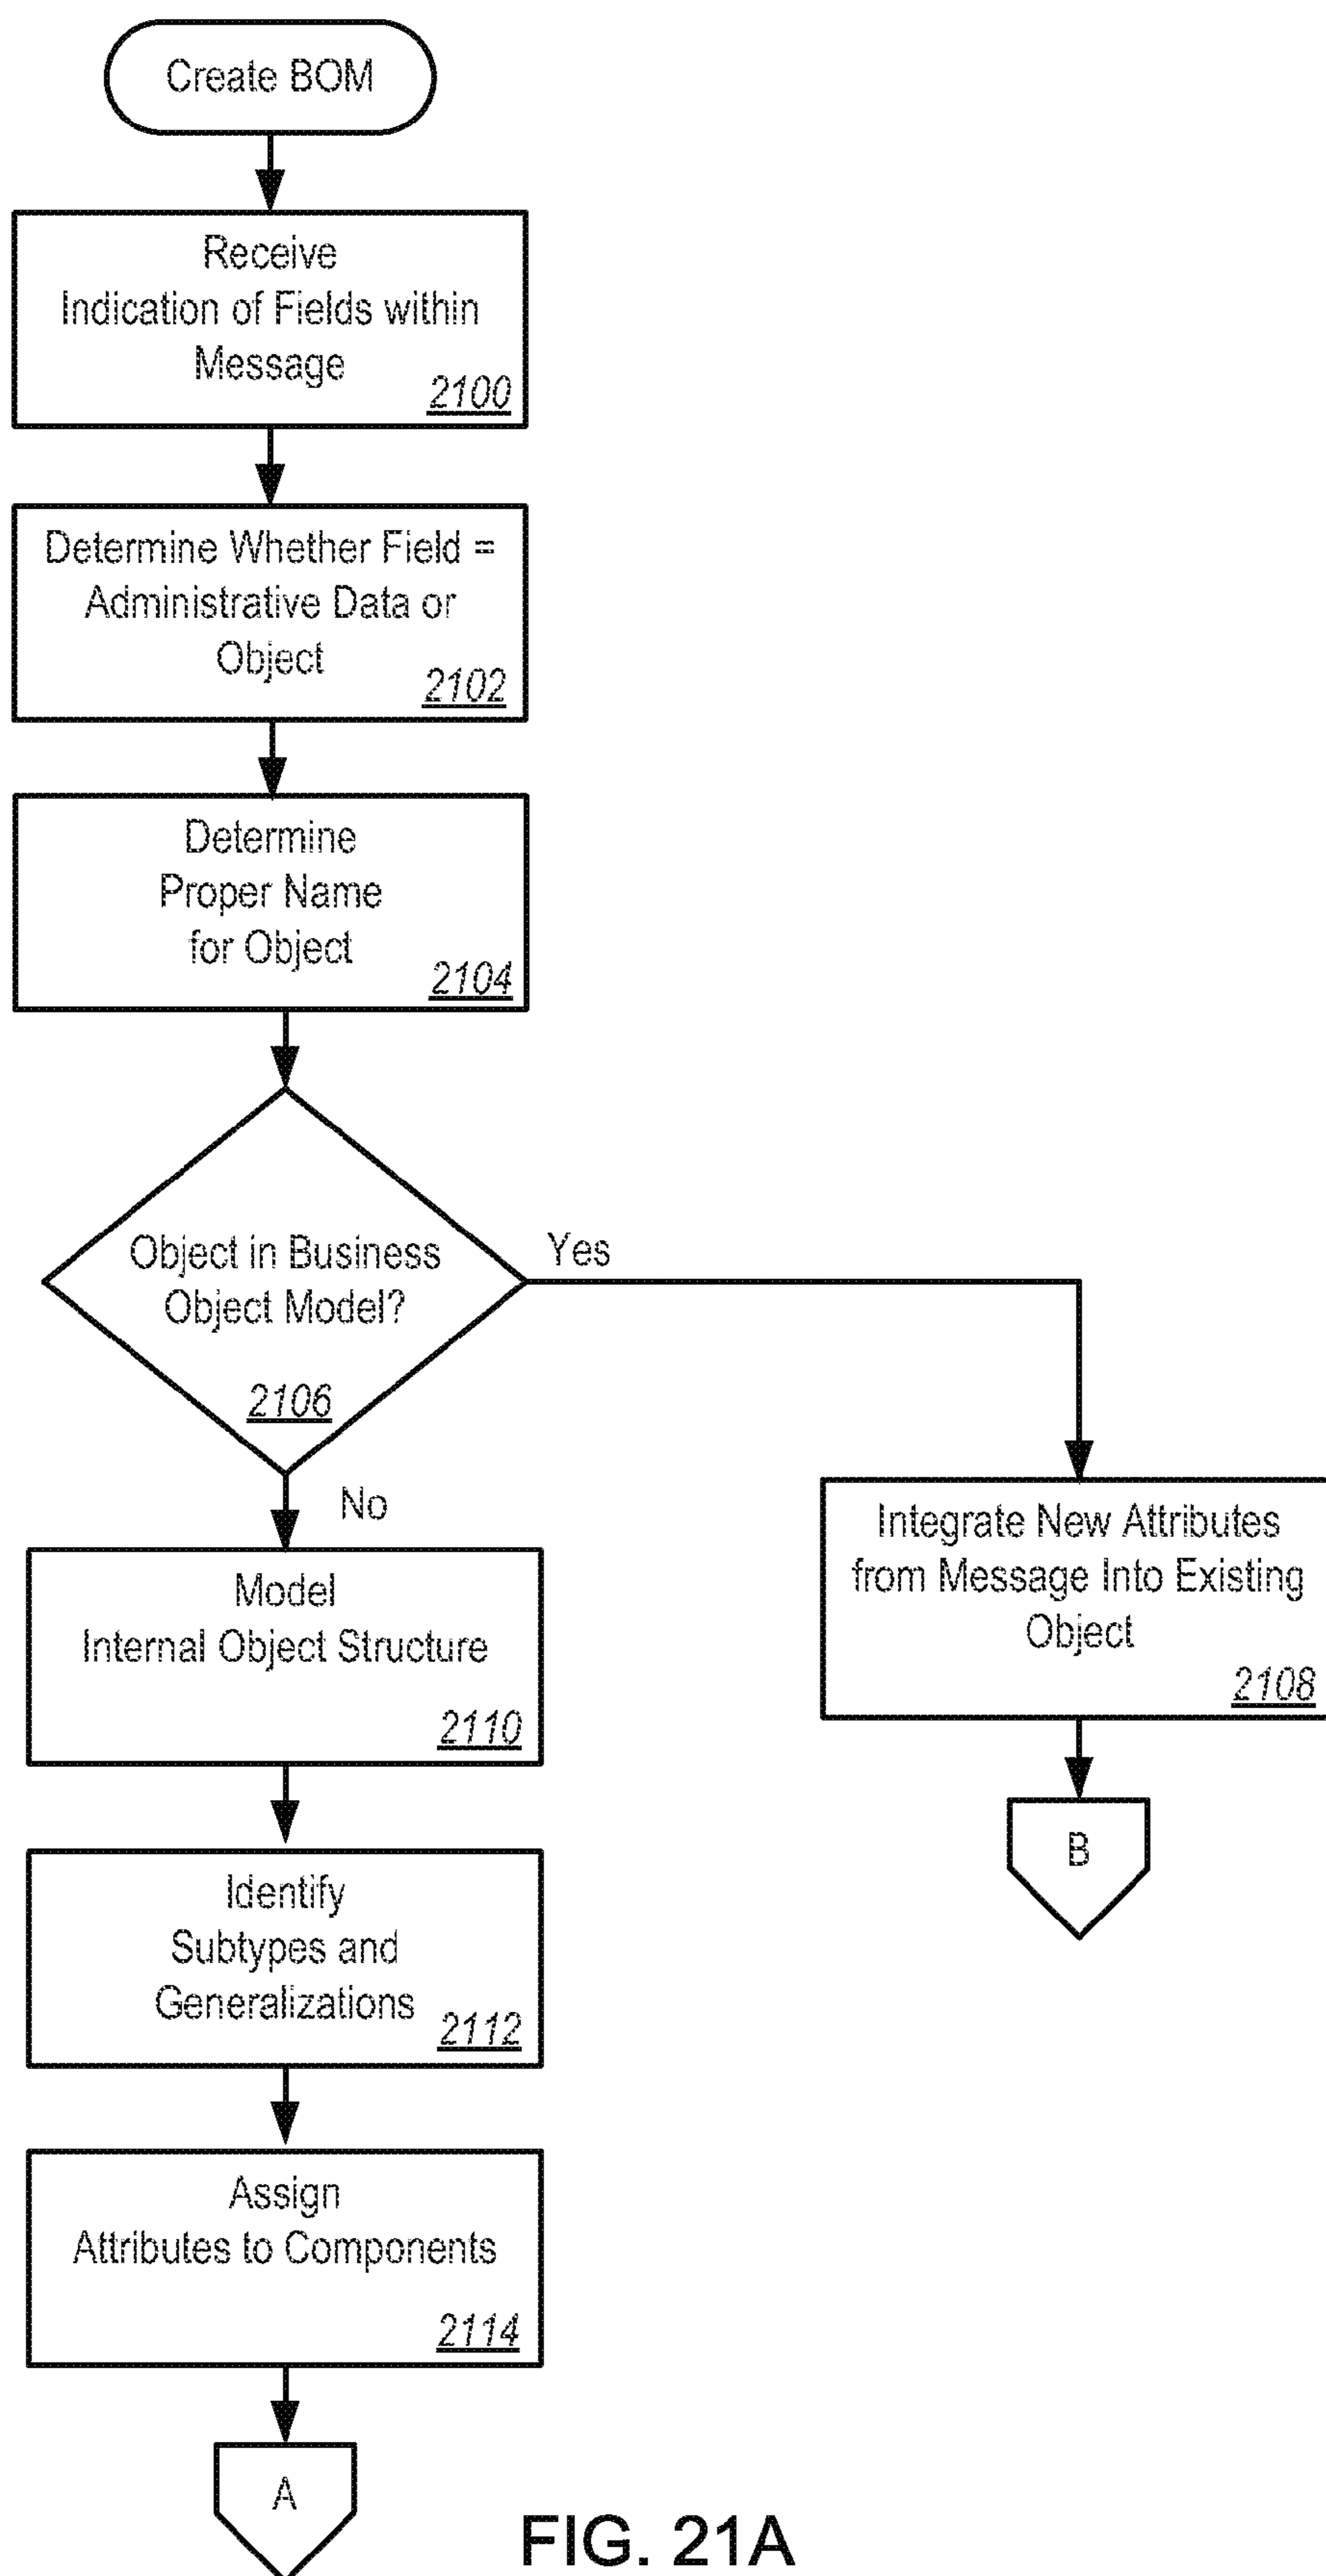 Create BOM
Receive
Indication of Fields within
Message
2100
Determine Whether Field =
Administrative Data or
Object
2102
Determine
Proper Name
for Object
2104
Object in Business
Object Model?
2106
Yes
No
Integrate New Attributes
from Message Into Existing
Object
2108
B
Model
Internal Object Structure
2110
Identify
Subtypes and
Generalizations
2112
Assign
Attributes to Components
2114
A
FIG. 21A